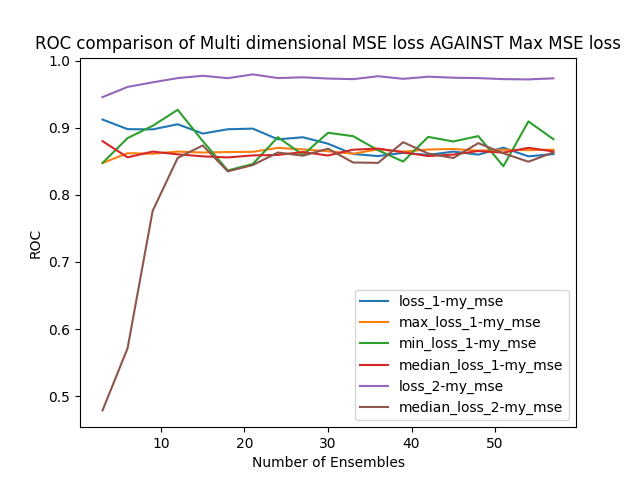 ROC comparison of Multi dimensional MSE loss AGAINST Max MSE loss
1.0
0.9
0.8
0.7
0.6
0.5
ROC
10
20
30
40
50
Number of Ensembles
loss_1-my_mse
max_loss_1-my_mse
min_loss_1-my_mse
median_loss_1-my_mse
loss_2-my_mse
median_loss_2-my_mse